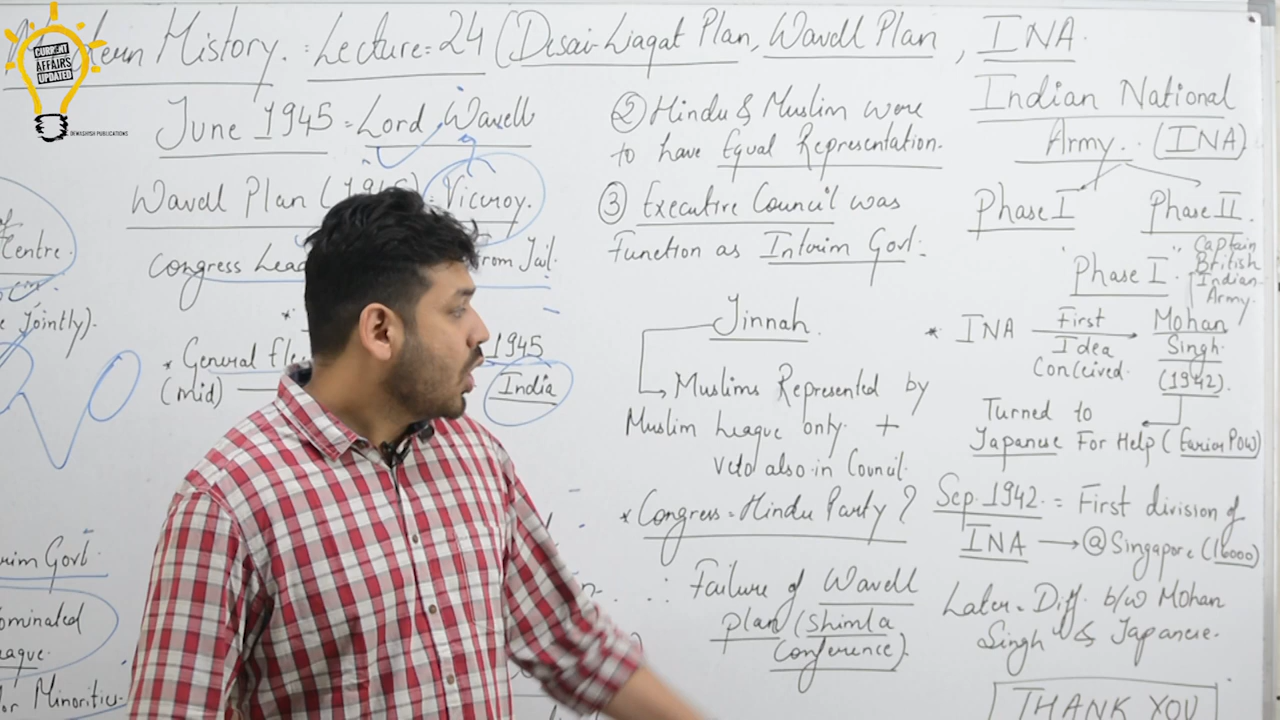 CURRENT
AFFAIRS
UPDATED
DEWASHISH PUBLICATIONS
History. : Lecture: 24 (Desai-Liaqat Plan, Wavell Plan, INA.
June 1945 = Lord Wavell
Wavell Plan (1945) = Viceroy.
Congress Lea
from Jail.
* General Ele
1945
(mid)
India
Centre.
Jointly).
Govt.
League.
Minorities.
② Hindu & Muslim were
to have Equal Representation.
③ Executive Council was
Function as Interim Govt.
Jinnah.
Muslims Represented by
Muslim League only. +
Veto also in Council.
* Congress = Hindu Party?
∴ Failure of Wavell
plan (Shimla
Conference).
Indian National
Army. (INA)
Phase I
Phase II.
"Phase I"
Captain
British
Indian
Army.
* INA First Idea Conceived. → Mohan Singh (1942).
Turned to
Japanese For Help (
POW)
Sep. 1942. = First division of
INA → @ Singapore (16000)
Later = Diff. b/w Mohan
Singh & Japanese.
THANK YOU